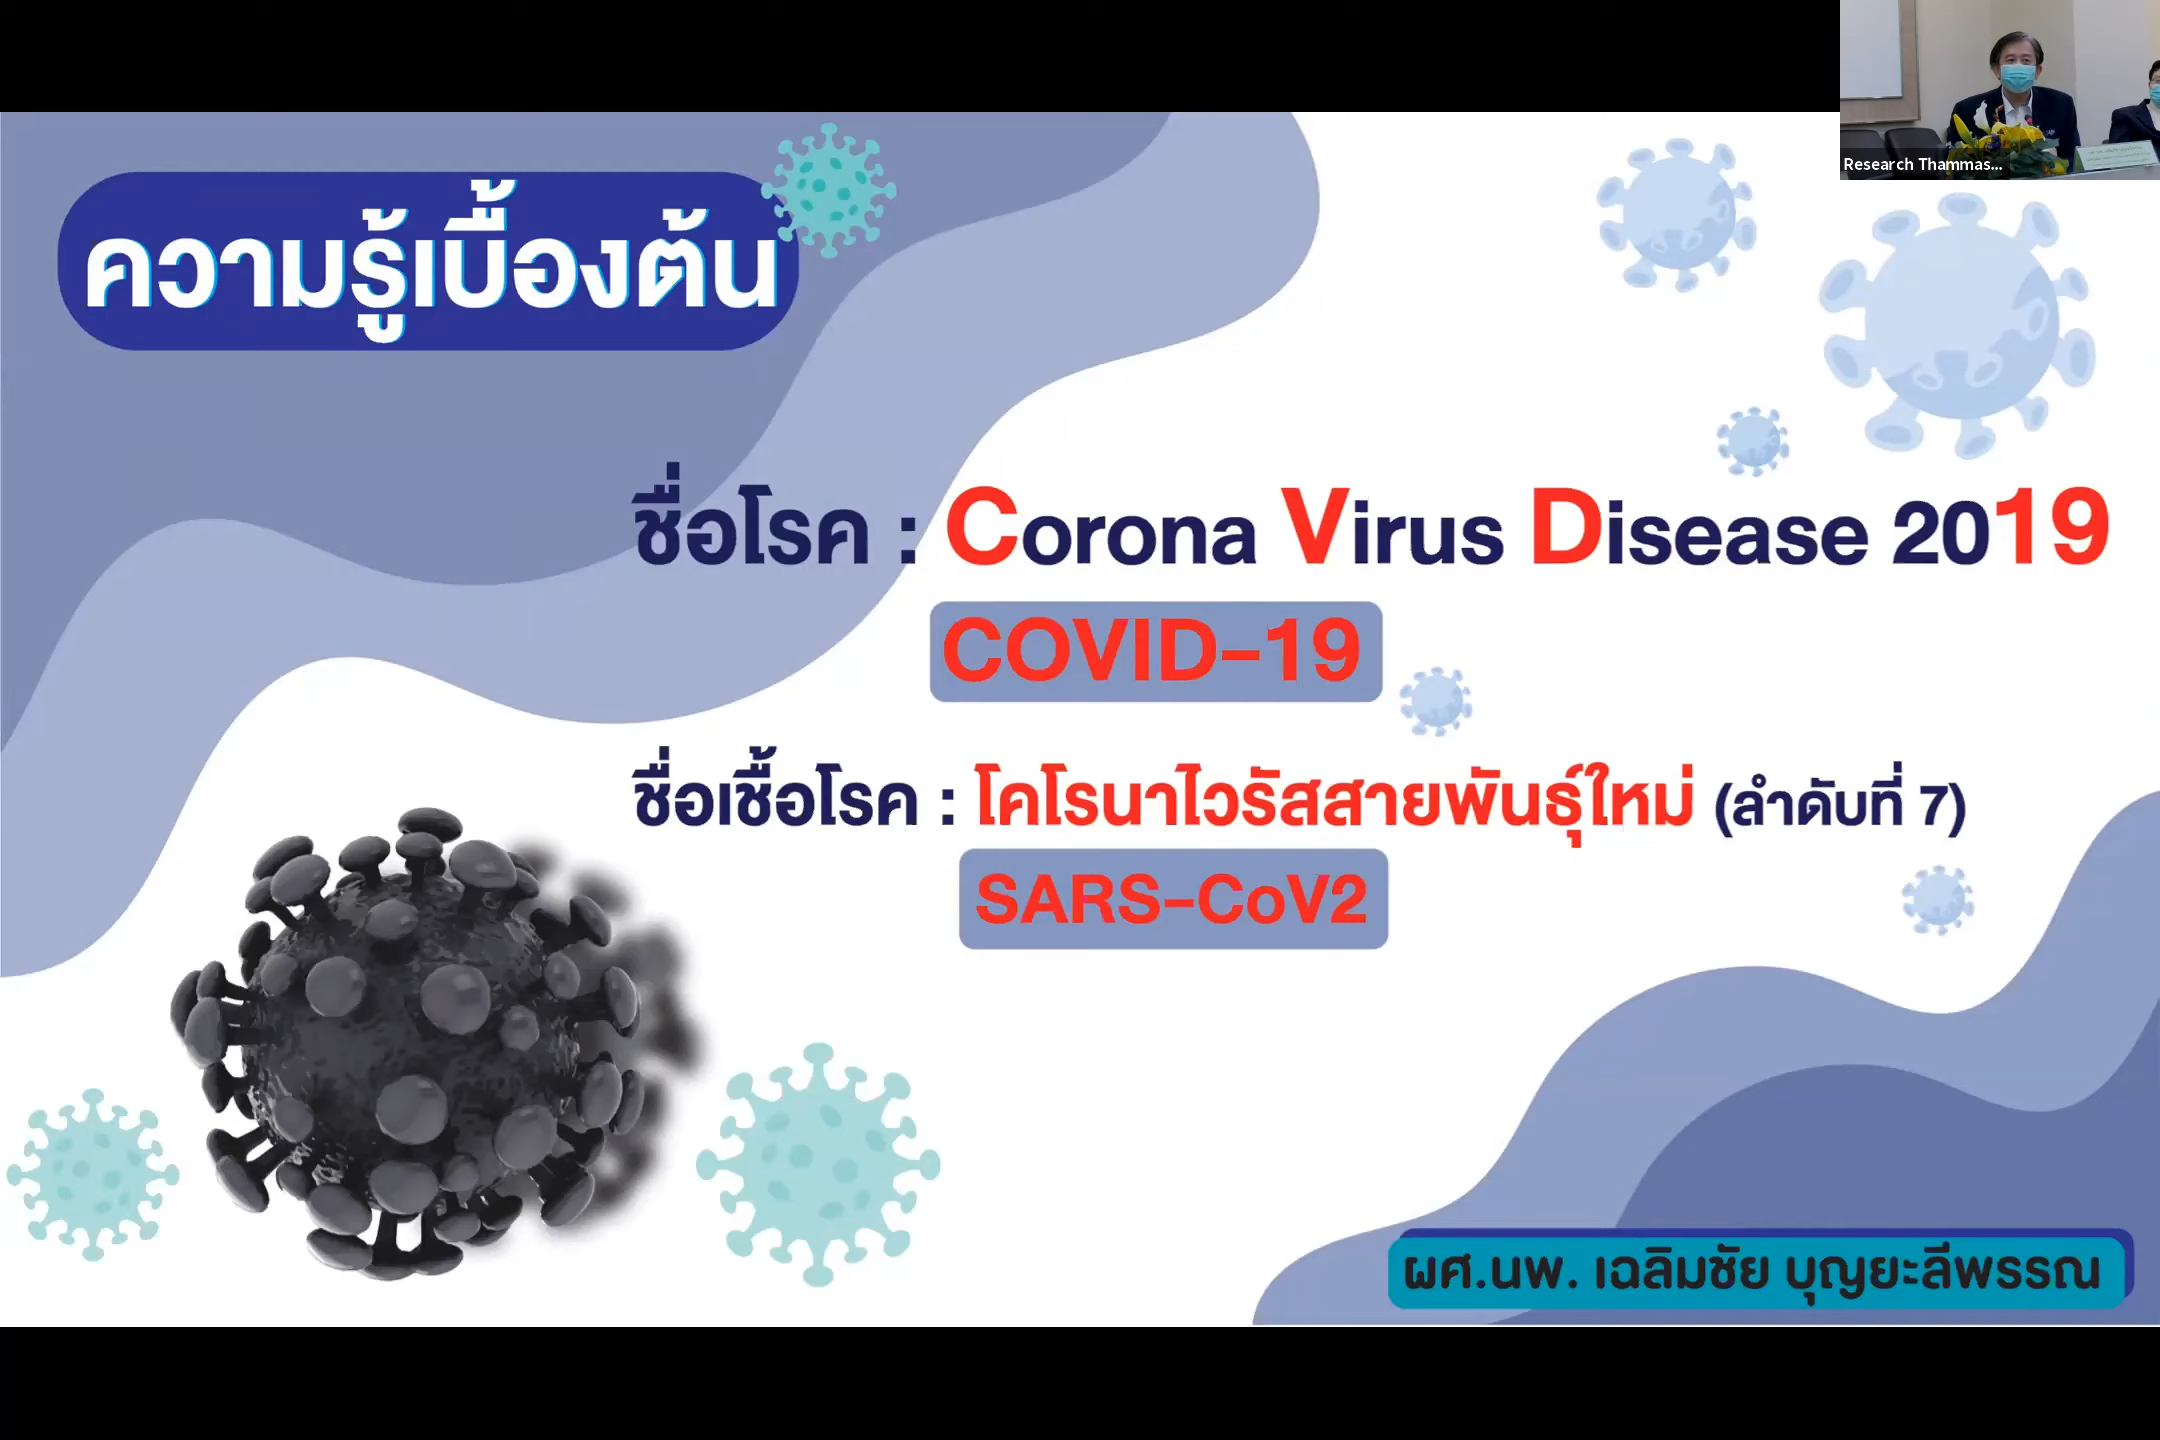 Research Thammas...
ความรู้เบื้องต้น
ชื่อโรค : Corona Virus Disease 2019
COVID-19
ชื่อเชื้อโรค : โคโรนาไวรัสสายพันธุ์ใหม่ (ลำดับที่ 7)
SARS-CoV2
ผศ.นพ. เฉลิมชัย บุญยะลีพรรณ